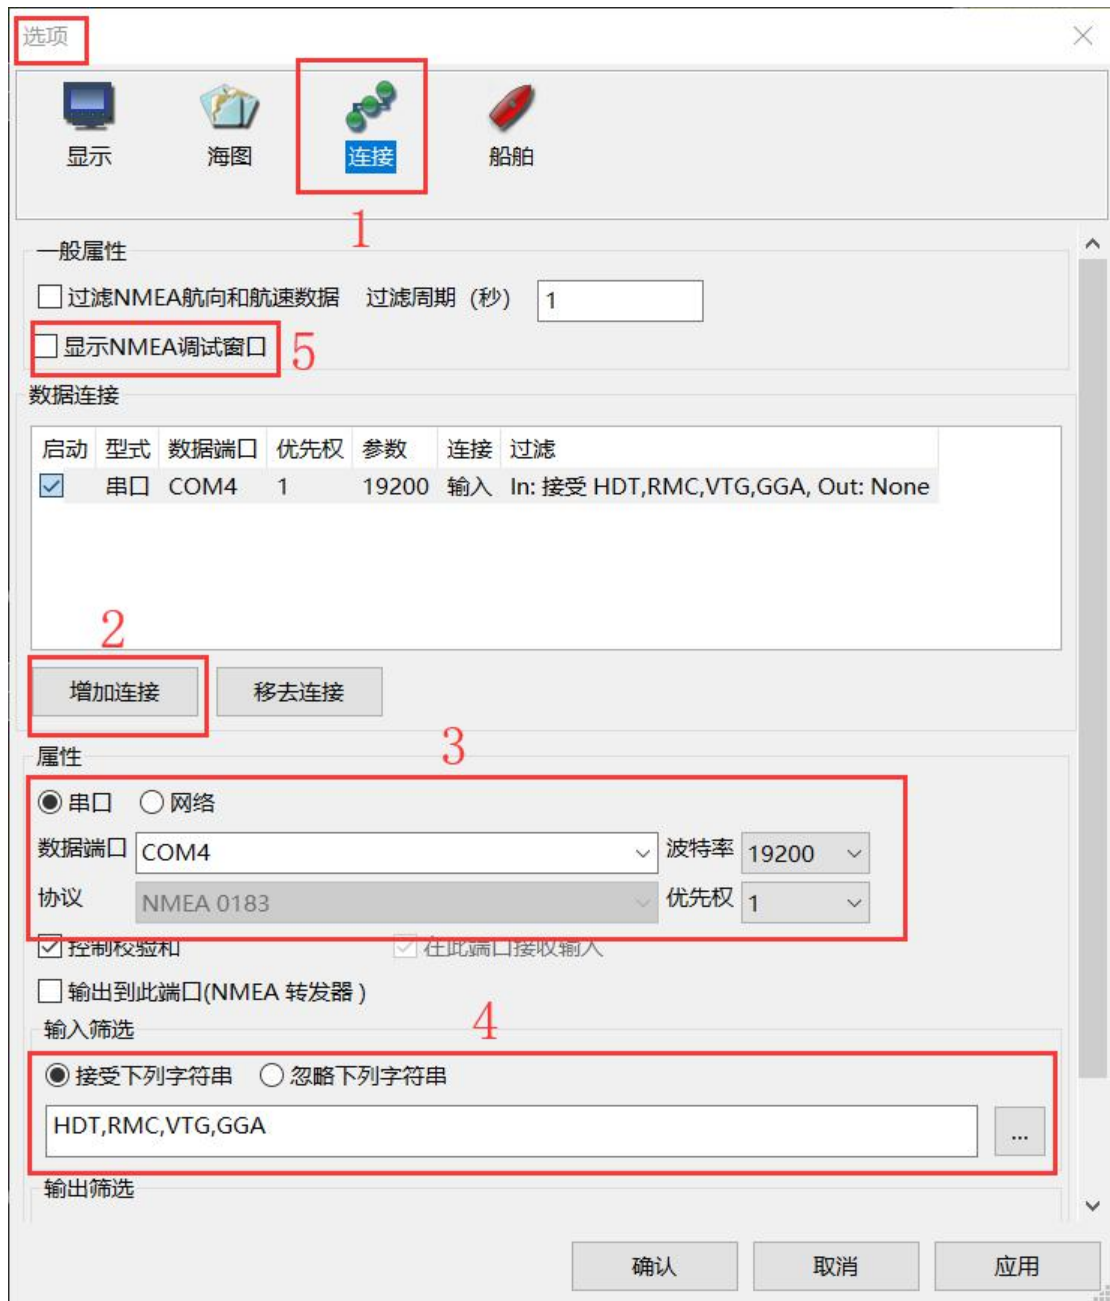 选项
显示 海图 连接 船舶
1
一般属性
过滤NMEA航向和航速数据 过滤周期 (秒) 1
显示NMEA调试窗口 5
数据连接
启动 型式 数据端口 优先权 参数 连接 过滤
串口 COM4 1 19200 输入 In: 接受 HDT,RMC,VTG,GGA, Out: None
2
增加连接 移去连接
3
属性
串口 网络
数据端口 COM4 波特率 19200
协议 NMEA 0183 优先权 1
控制校验和 在此端口接收输入
输出到此端口(NMEA 转发器 )
4
输入筛选
接受下列字符串 忽略下列字符串
HDT,RMC,VTG,GGA ...
输出筛选
确认 取消 应用